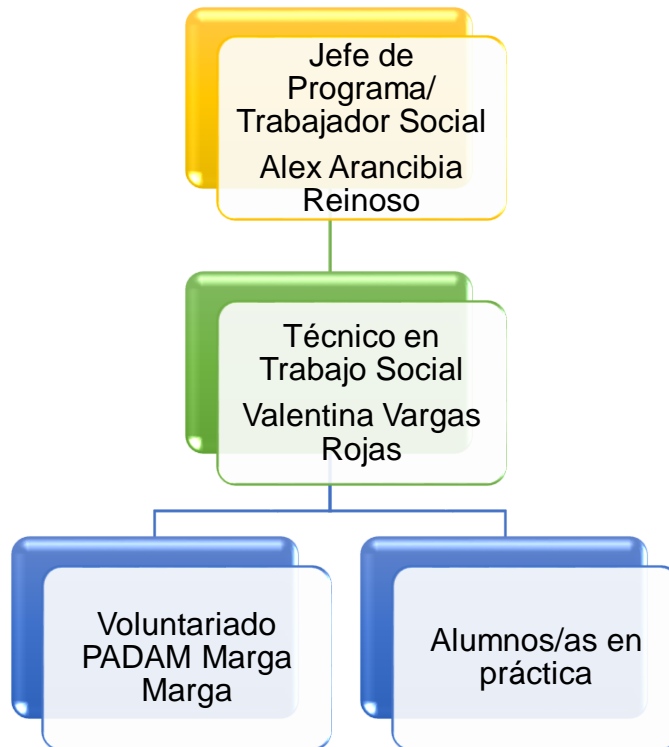 Jefe de
Programa/
Trabajador Social
Alex Arancibia
Reinoso
Técnico en
Trabajo Social
Valentina Vargas
Rojas
Voluntariado
PADAM Marga
Marga
Alumnos/as en
práctica